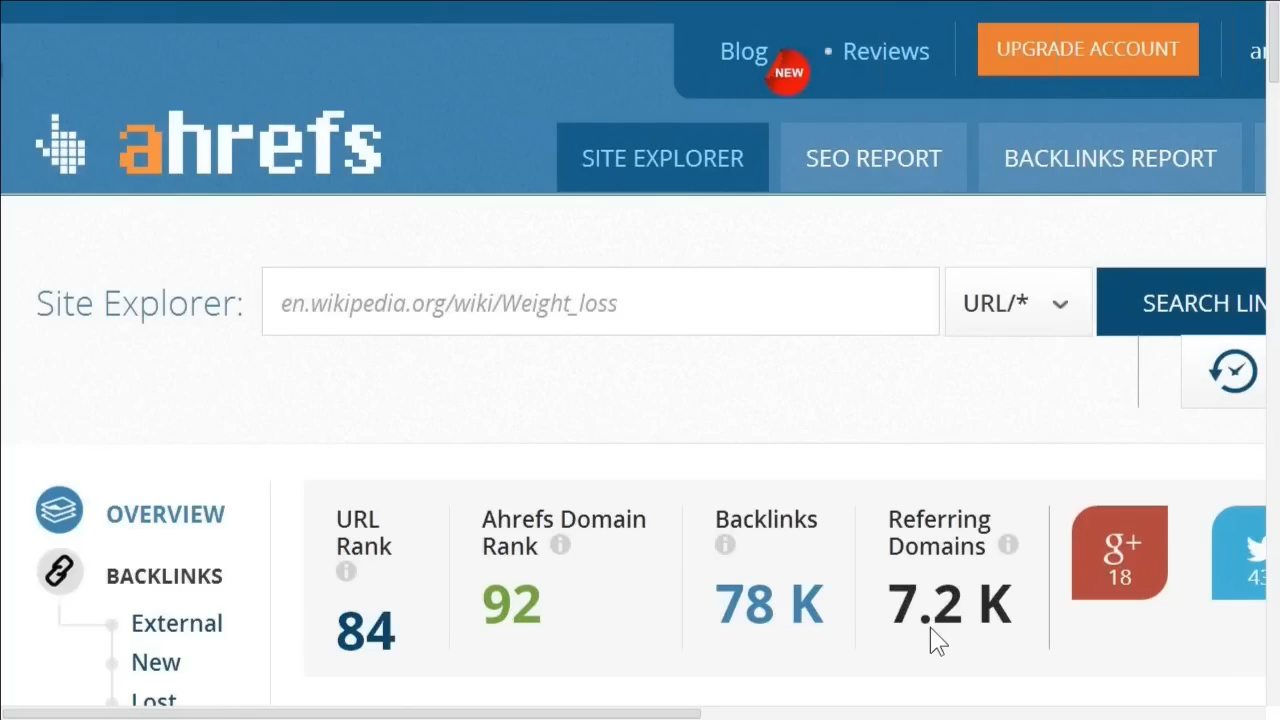 Blog
NEW
Reviews
UPGRADE ACCOUNT
ahrefs
SITE EXPLORER
SEO REPORT
BACKLINKS REPORT
Site Explorer:
en.wikipedia.org/wiki/Weight_loss
URL/*
SEARCH
OVERVIEW
BACKLINKS
External
New
Lost
URL
Rank
84
Ahrefs Domain
Rank
92
Backlinks
78 K
Referring
Domains
7.2 K
g+
18